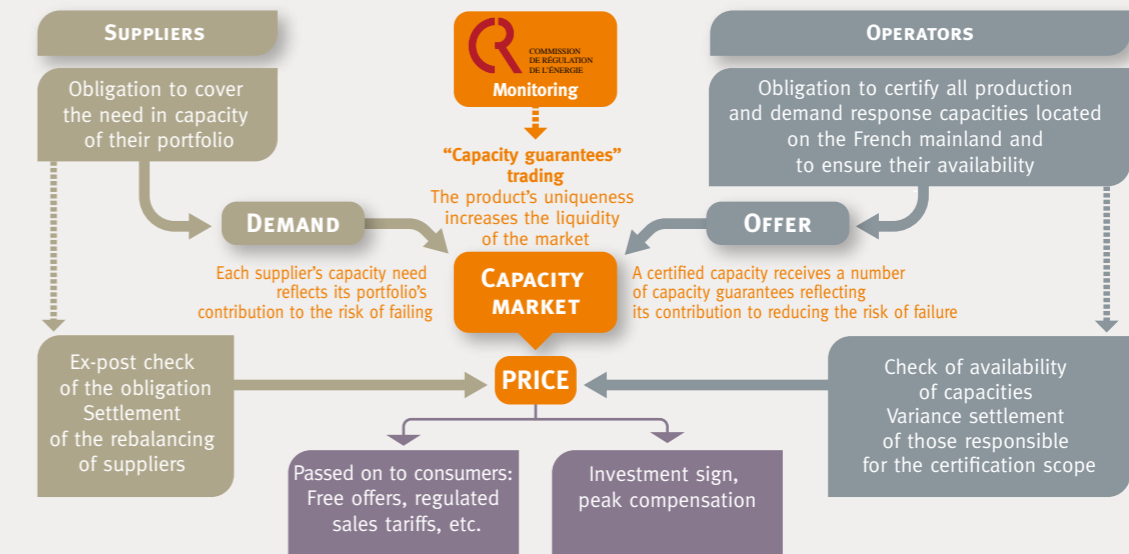 SUPPLIERS
Obligation to cover
the need in capacity
of their portfolio
CR
COMMISSION
DE RÉGULATION
DE L'ÉNERGIE
Monitoring
OPERATORS
Obligation to certify all production
and demand response capacities located
on the French mainland and
to ensure their availability
"Capacity guarantees"
trading
The product's uniqueness
increases the liquidity
of the market
DEMAND
OFFER
Each supplier's capacity need
reflects its portfolio's
contribution to the risk of failing
CAPACITY
MARKET
A certified capacity receives a number
of capacity guarantees reflecting
its contribution to reducing the risk of failure
Ex-post check
of the obligation
Settlement
of the rebalancing
of suppliers
PRICE
Check of availability
of capacities
Variance settlement
of those responsible
for the certification scope
Passed on to consumers:
Free offers, regulated
sales tariffs, etc.
Investment sign,
peak compensation